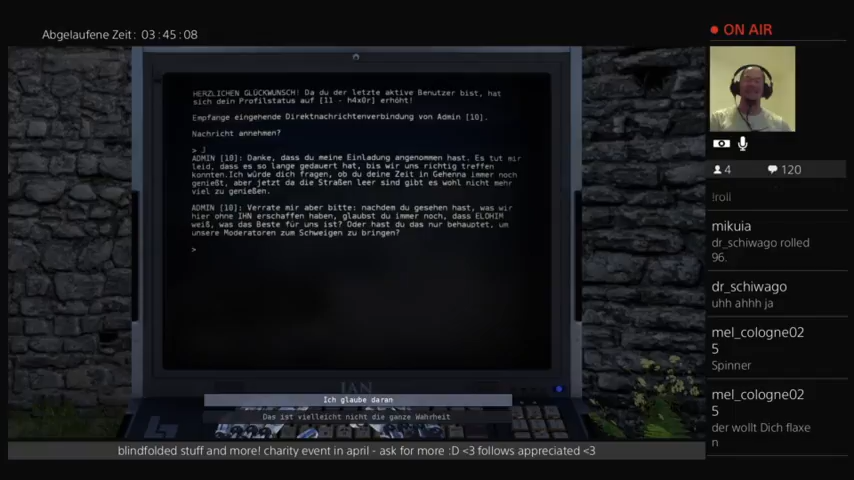 Abgelaufene Zeit: 03:45:08
HERZLICHEN GLÜCKWUNSCH! Da du der letzte aktive Benutzer bist, hat
sich dein Profilstatus auf [11 - h4x0r] erhöht!
Empfange eingehende Direktnachrichtenverbindung von Admin [10].
Nachricht annehmen?
> J
ADMIN [10]: Danke, dass du meine Einladung angenommen hast. Es tut mir
leid, dass es so lange gedauert hat, bis wir uns richtig treffen
konnten.Ich würde dich fragen, ob du deine Zeit in Gehenna immer noch
genießt, aber jetzt da die Straßen leer sind gibt es wohl nicht mehr
viel zu genießen.
ADMIN [10]: Verrate mir aber bitte: nachdem du gesehen hast, was wir
hier ohne IHN erschaffen haben, glaubst du immer noch, dass ELOHIM
weiß, was das Beste für uns ist? Oder hast du das nur behauptet, um
unsere Moderatoren zum Schweigen zu bringen?
>
IAN
Ich glaube daran
Das ist vielleicht nicht die ganze Wahrheit
blindfolded stuff and more! charity event in april - ask for more :D <3 follows appreciated <3
ON AIR
4 120
!roll
mikuia
dr_schiwago rolled
96.
dr_schiwago
uhh ahhh ja
mel_cologne02
5
Spinner
mel_cologne02
5
der wollt Dich flaxe
n